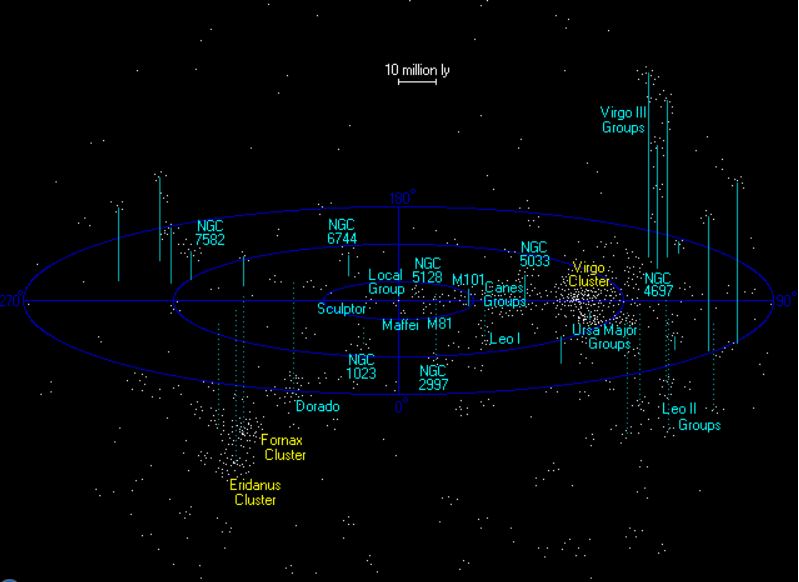 10 million ly
Virgo III
Groups
180°
NGC
7582
NGC
6744
NGC
5033
NGC
5128
Virgo
Cluster
Local
Group
M101
NGC
4697
Canes
Groups
270°
90°
Sculptor
Maffei
M81
Ursa Major
Groups
Leo I
NGC
1023
NGC
2997
0°
Dorado
Leo II
Groups
Fornax
Cluster
Eridanus
Cluster